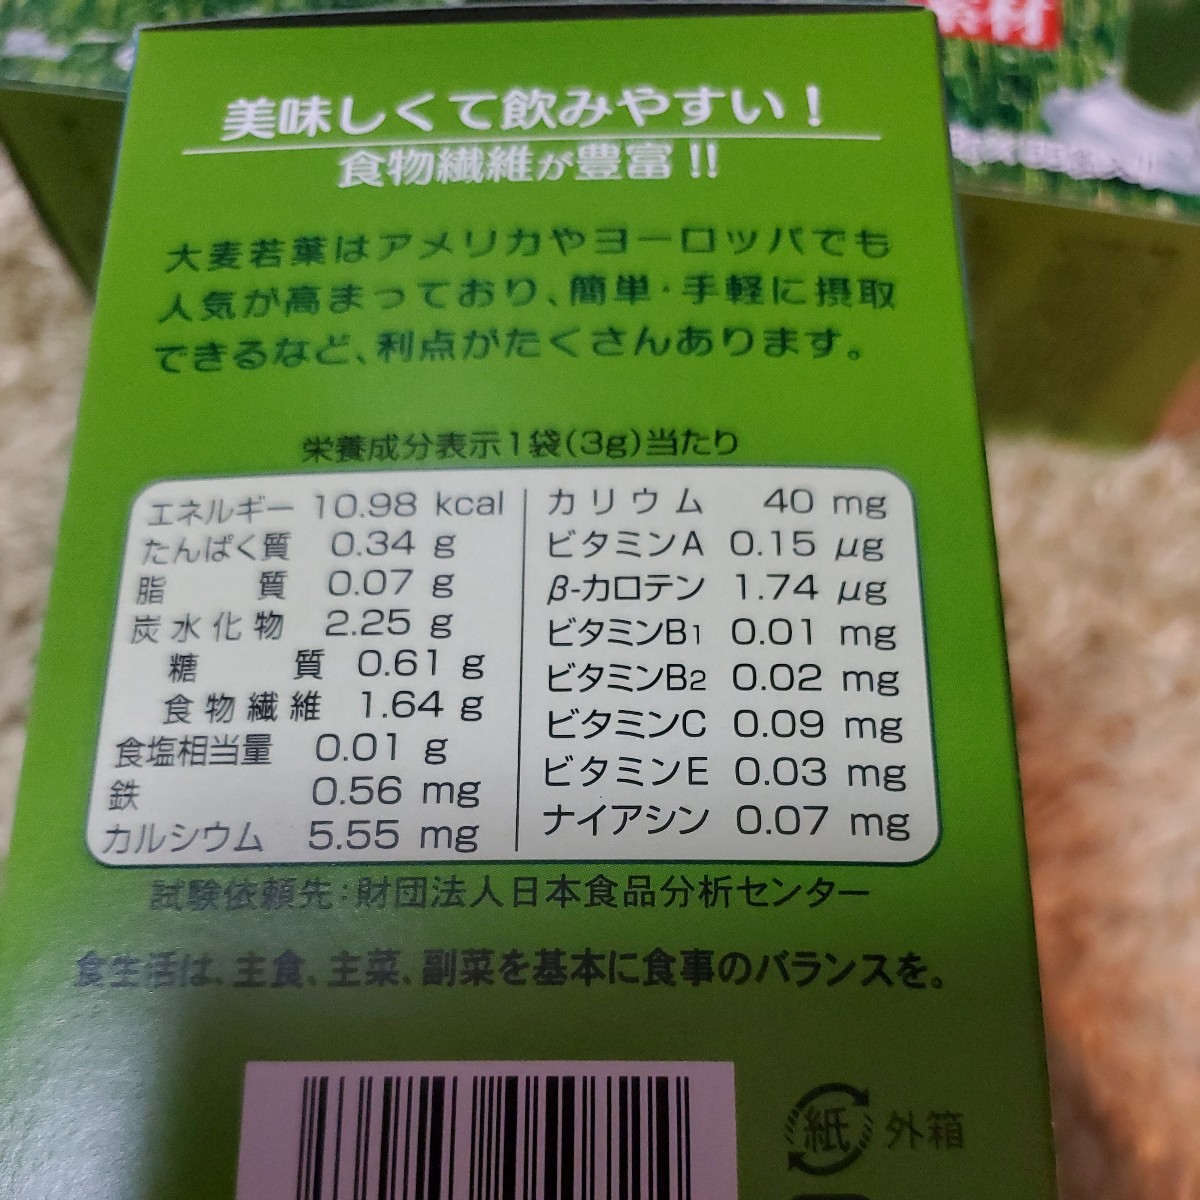 素材
美味しくて飲みやすい！
食物繊維が豊富!!
大麦若葉はアメリカやヨーロッパでも
人気が高まっており、簡単・手軽に摂取
できるなど、利点がたくさんあります。
栄養成分表示1袋(3g)当たり
エネルギー 10.98 kcal
たんぱく質 0.34 g
脂質 0.07 g
炭水化物 2.25 g
糖質 0.61 g
食物繊維 1.64 g
食塩相当量 0.01 g
鉄 0.56 mg
カルシウム 5.55 mg
カリウム 40 mg
ビタミンA 0.15 μg
β-カロテン 1.74 μg
ビタミンB1 0.01 mg
ビタミンB2 0.02 mg
ビタミンC 0.09 mg
ビタミンE 0.03 mg
ナイアシン 0.07 mg
試験依頼先:財団法人日本食品分析センター
食生活は、主食、主菜、副菜を基本に食事のバランスを。
紙 外箱